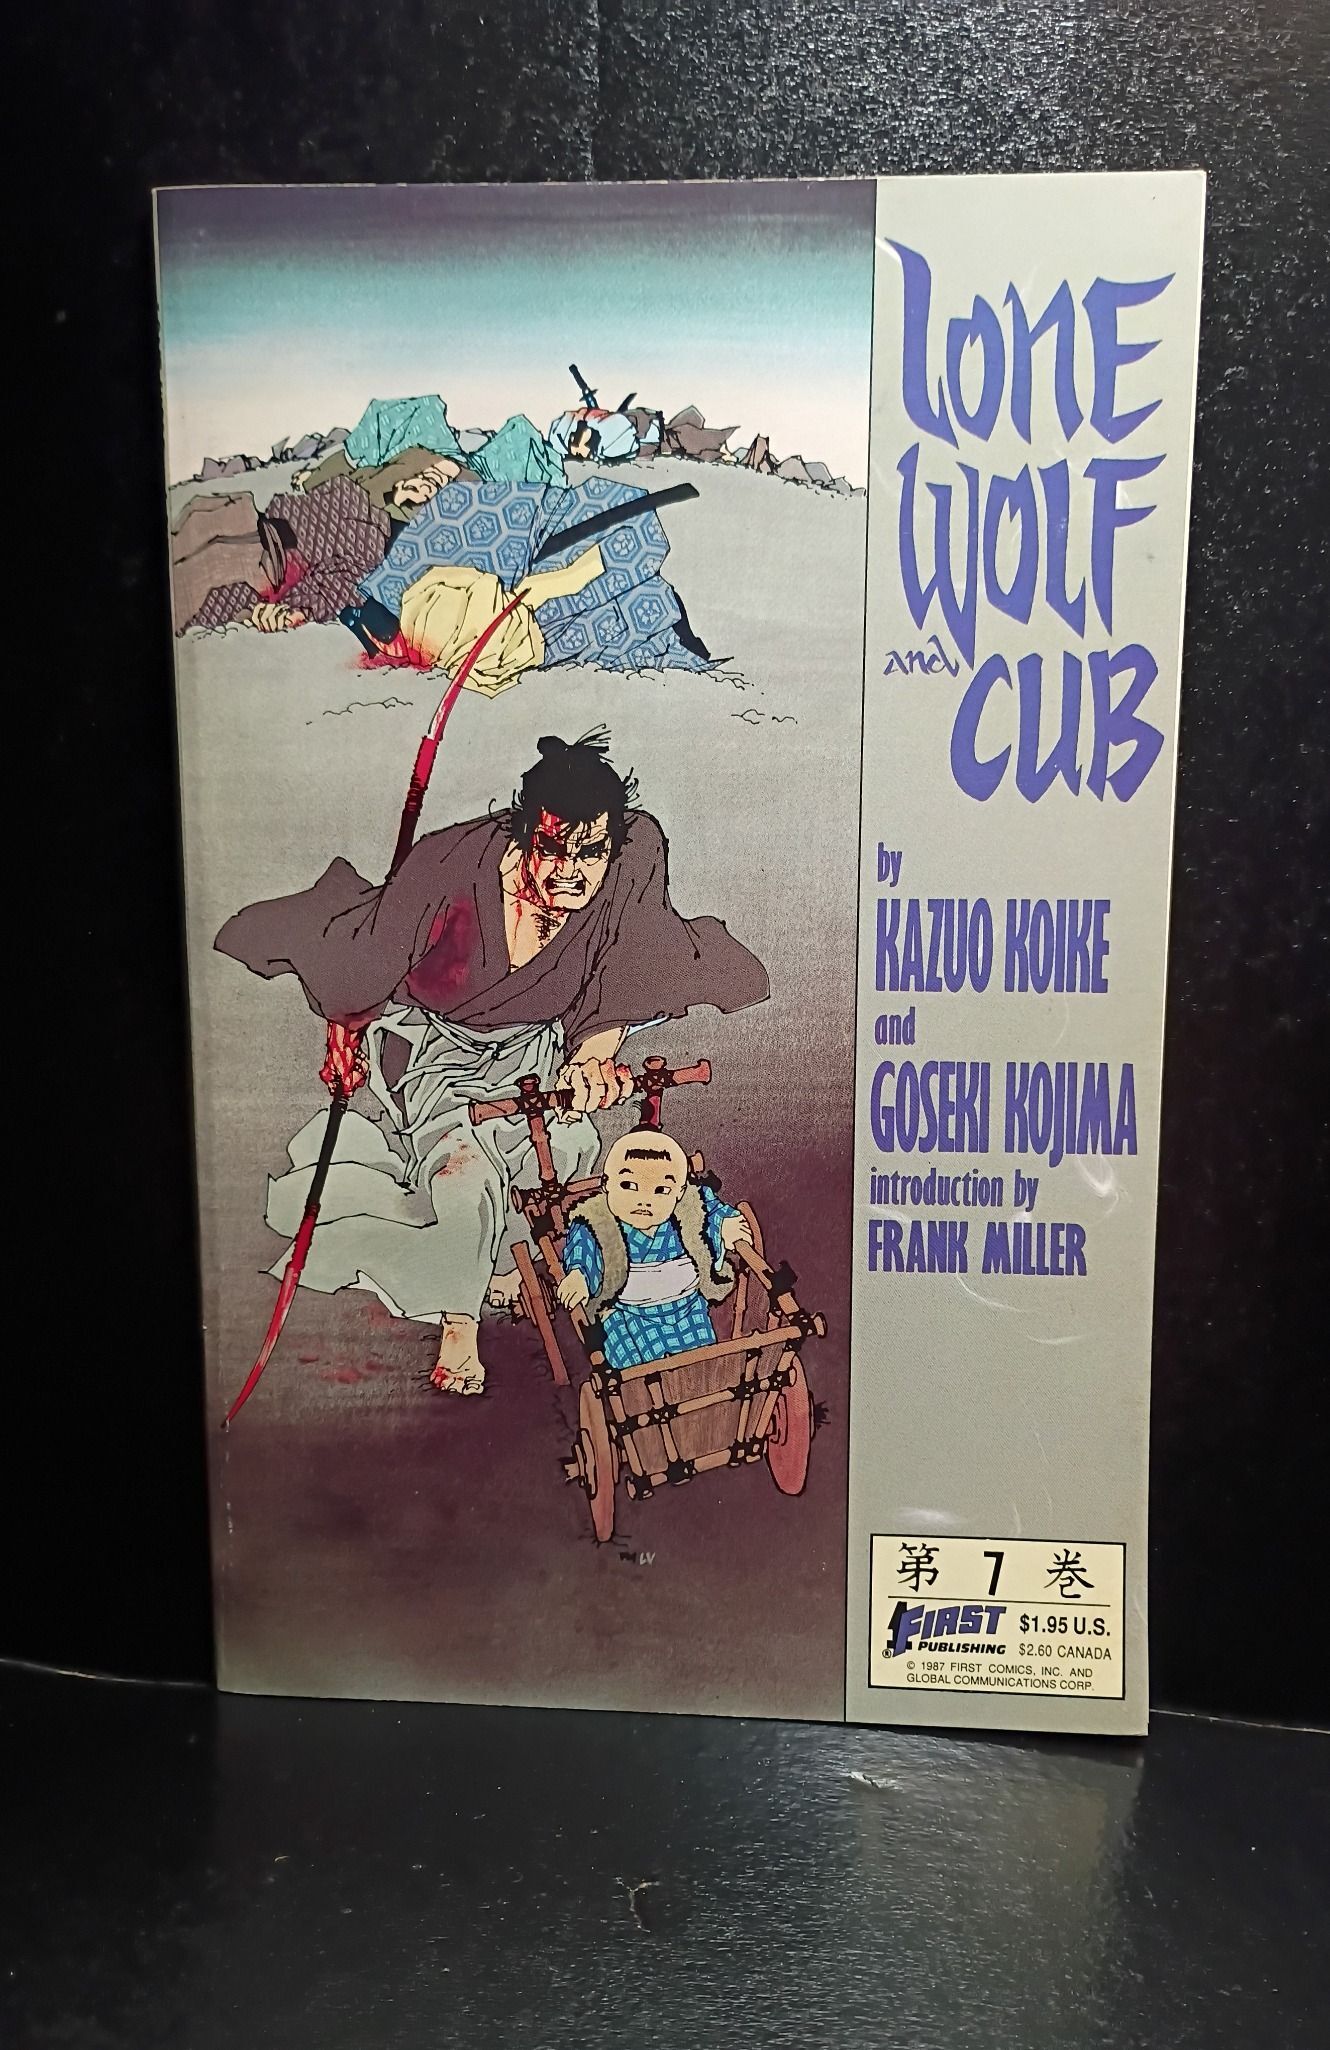 LONE
WOLF
and CUB
by
KAZUO KOIKE
and
GOSEKI KOJIMA
introduction by
FRANK MILLER
第 7 巻
FIRST
PUBLISHING
®
$1.95 U.S.
$2.60 CANADA
© 1987 FIRST COMICS, INC. AND
GLOBAL COMMUNICATIONS CORP.